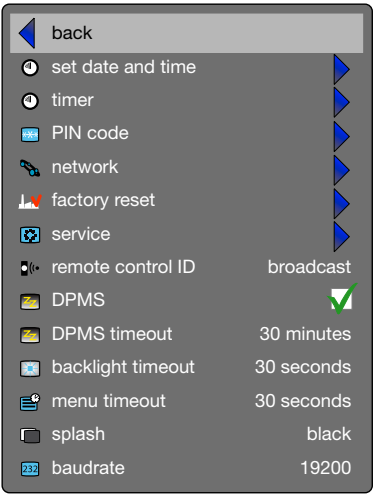 back
set date and time
timer
PIN code
network
factory reset
service
remote control ID broadcast
DPMS
DPMS timeout 30 minutes
backlight timeout 30 seconds
menu timeout 30 seconds
splash black
232 baudrate 19200